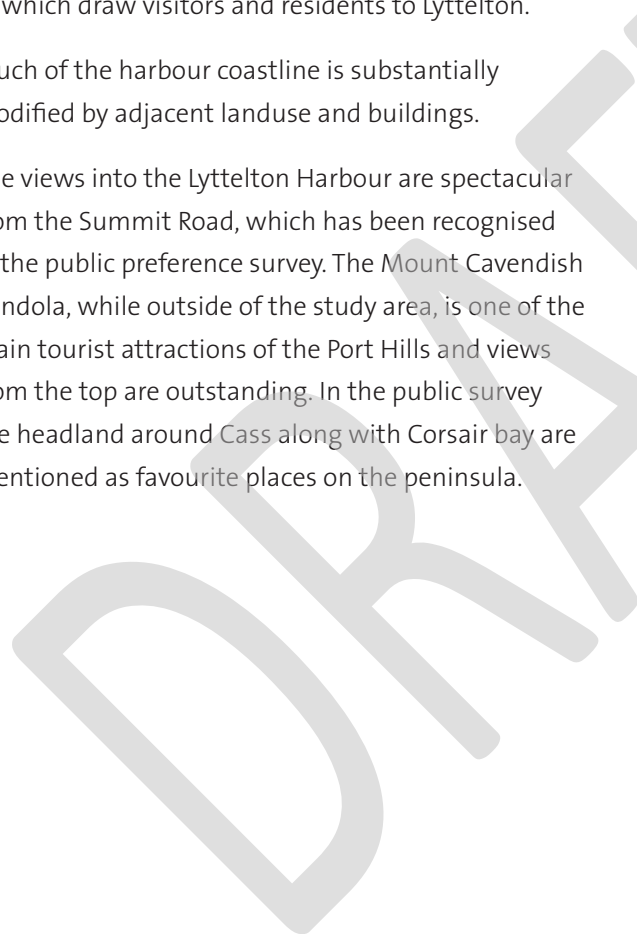 which draw visitors and residents to Lyttelton.
uch of the harbour coastline is substantially
odified by adjacent landuse and buildings.
e views into the Lyttelton Harbour are spectacular
om the Summit Road, which has been recognised
the public preference survey. The Mount Cavendish
ndola, while outside of the study area, is one of the
ain tourist attractions of the Port Hills and views
om the top are outstanding. In the public survey
e headland around Cass along with Corsair bay are
entioned as favourite places on the peninsula.
DRA